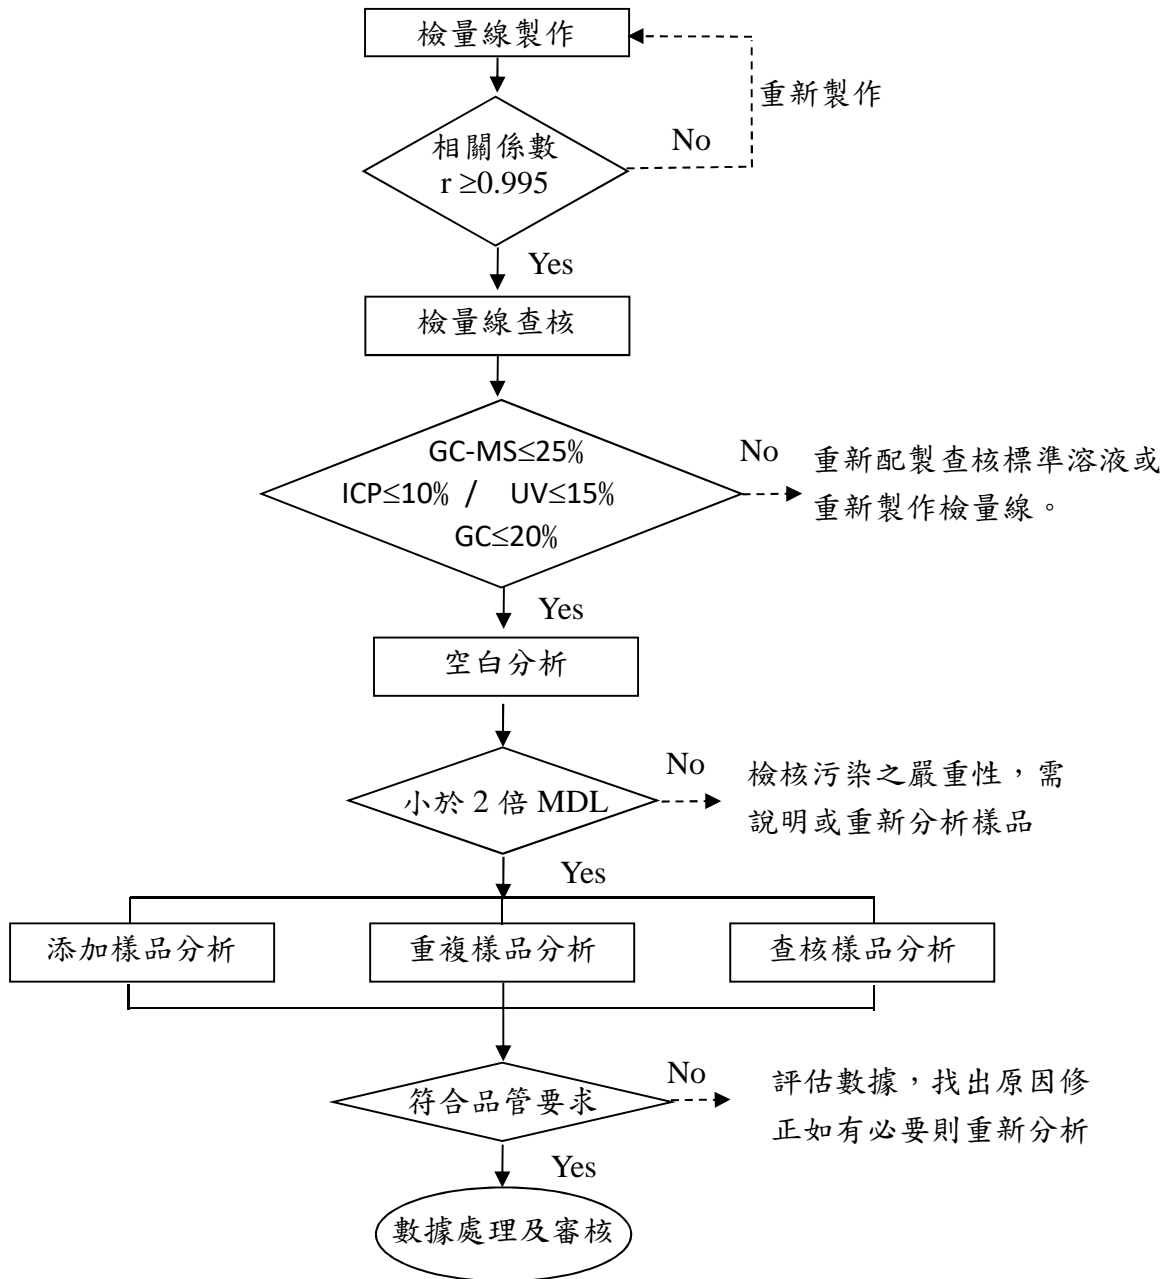 檢量線製作
重新製作
相關係數
r ≥0.995
No
Yes
檢量線查核
GC-MS≤25%
ICP≤10% / UV≤15%
GC≤20%
No
重新配製查核標準溶液或
重新製作檢量線。
Yes
空白分析
小於 2 倍 MDL
No
檢核污染之嚴重性，需
說明或重新分析樣品
Yes
添加樣品分析
重複樣品分析
查核樣品分析
符合品管要求
No
評估數據，找出原因修
正如有必要則重新分析
Yes
數據處理及審核